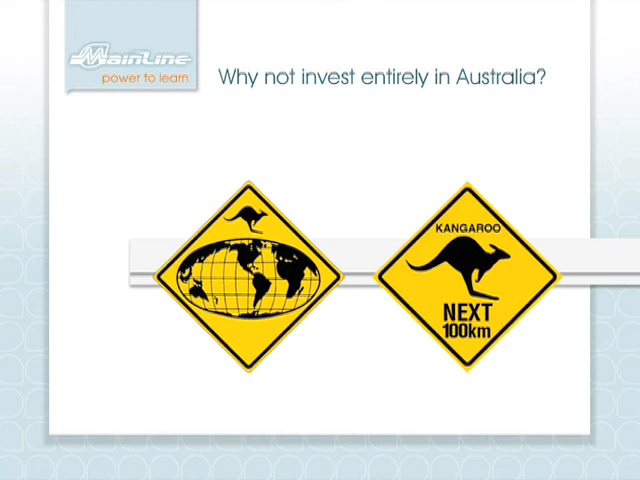 MainLine
power to learn
Why not invest entirely in Australia?
KANGAROO
NEXT
100km